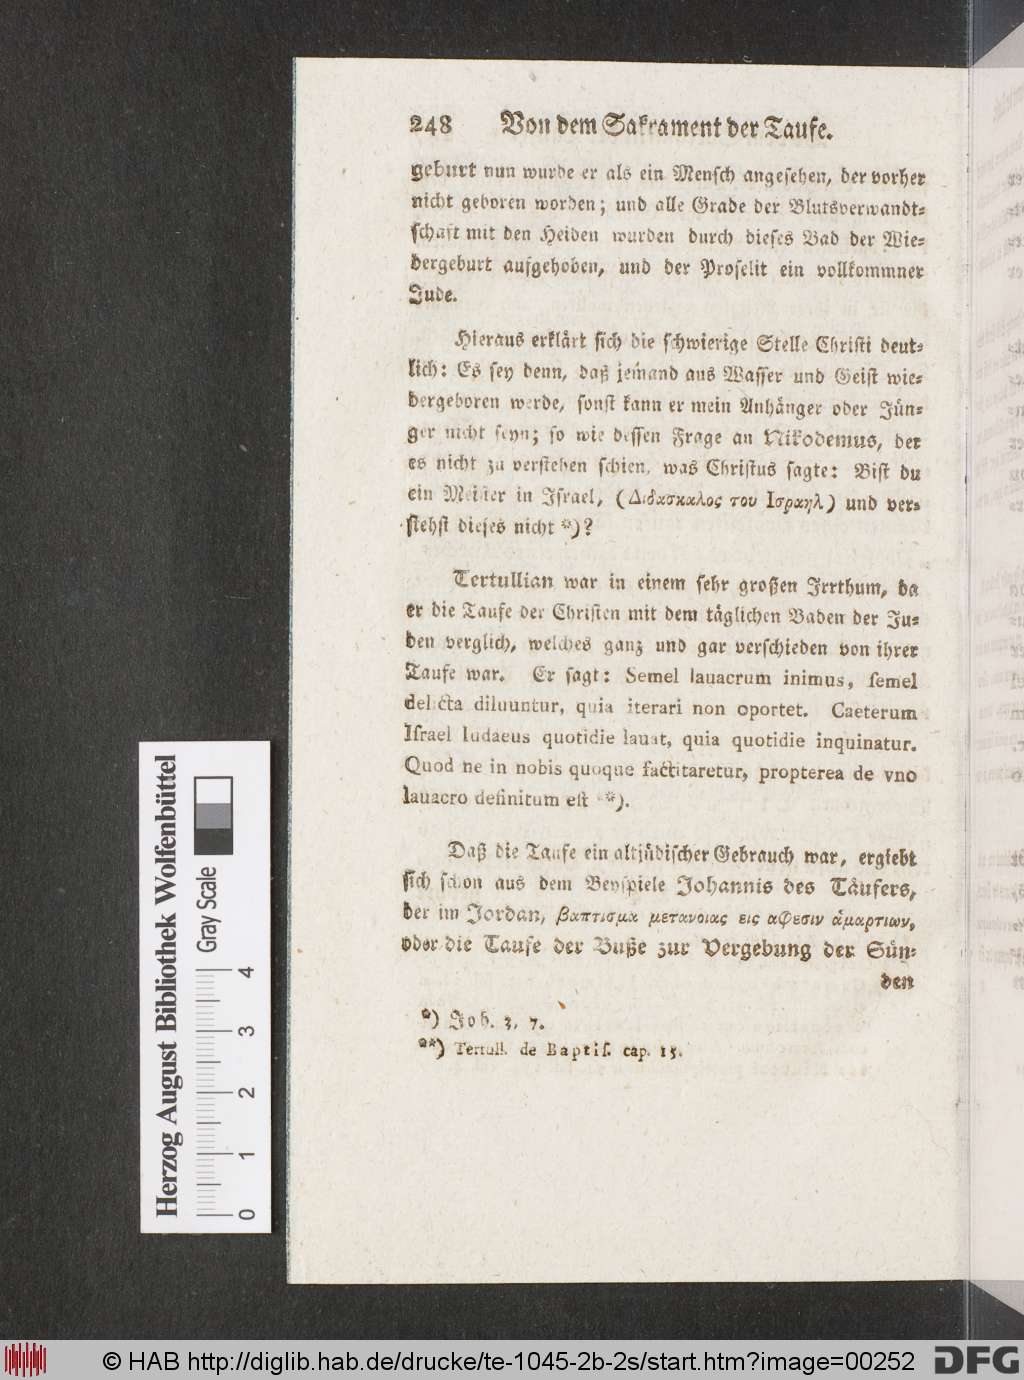 248 Von dem Sakrament der Taufe.
geburt nun wurde er als ein Mensch angesehen, der vorher
nicht geboren worden; und alle Grade der Blutsverwandt=
schaft mit den Heiden wurden durch dieses Bad der Wie=
dergeburt aufgehoben, und der Proselit ein vollkommner
Jude.
Hieraus erklärt sich die schwierige Stelle Christi deut=
lich: Es sey denn, daß jemand aus Wasser und Geist wie=
dergeboren werde, sonst kann er mein Anhänger oder Jün=
ger nicht seyn; so wie dessen Frage an Nikodemus, der
es nicht zu verstehen schien, was Christus sagte: Bist du
ein Meister in Israel, (Διδασκαλος του Ισραηλ) und ver=
stehst dieses nicht *)?
Tertullian war in einem sehr großen Irrthum, da
er die Taufe der Christen mit dem täglichen Baden der Ju=
den verglich, welches ganz und gar verschieden von ihrer
Taufe war. Er sagt: Semel lauacrum inimus, ſemel
delicta diluuntur, quia iterari non oportet. Caeterum
Iſrael Iudaeus quotidie lauat, quia quotidie inquinatur.
Quod ne in nobis quoque factitaretur, propterea de vno
lauacro definitum eſt **).
Daß die Taufe ein altjüdischer Gebrauch war, ergiebt
sich schon aus dem Beyspiele Johannis des Täufers,
der im Jordan, βαπτισμα μετανοιας εις αφεσιν ἁμαρτιων,
oder die Taufe der Buße zur Vergebung der Sün=
den
*) Joh. 3, 7.
**) Tertull. de Baptiſ. cap. 15.
Herzog August Bibliothek Wolfenbüttel
Gray Scale
0 1 2 3 4
© HAB http://diglib.hab.de/drucke/te-1045-2b-2s/start.htm?image=00252
DFG